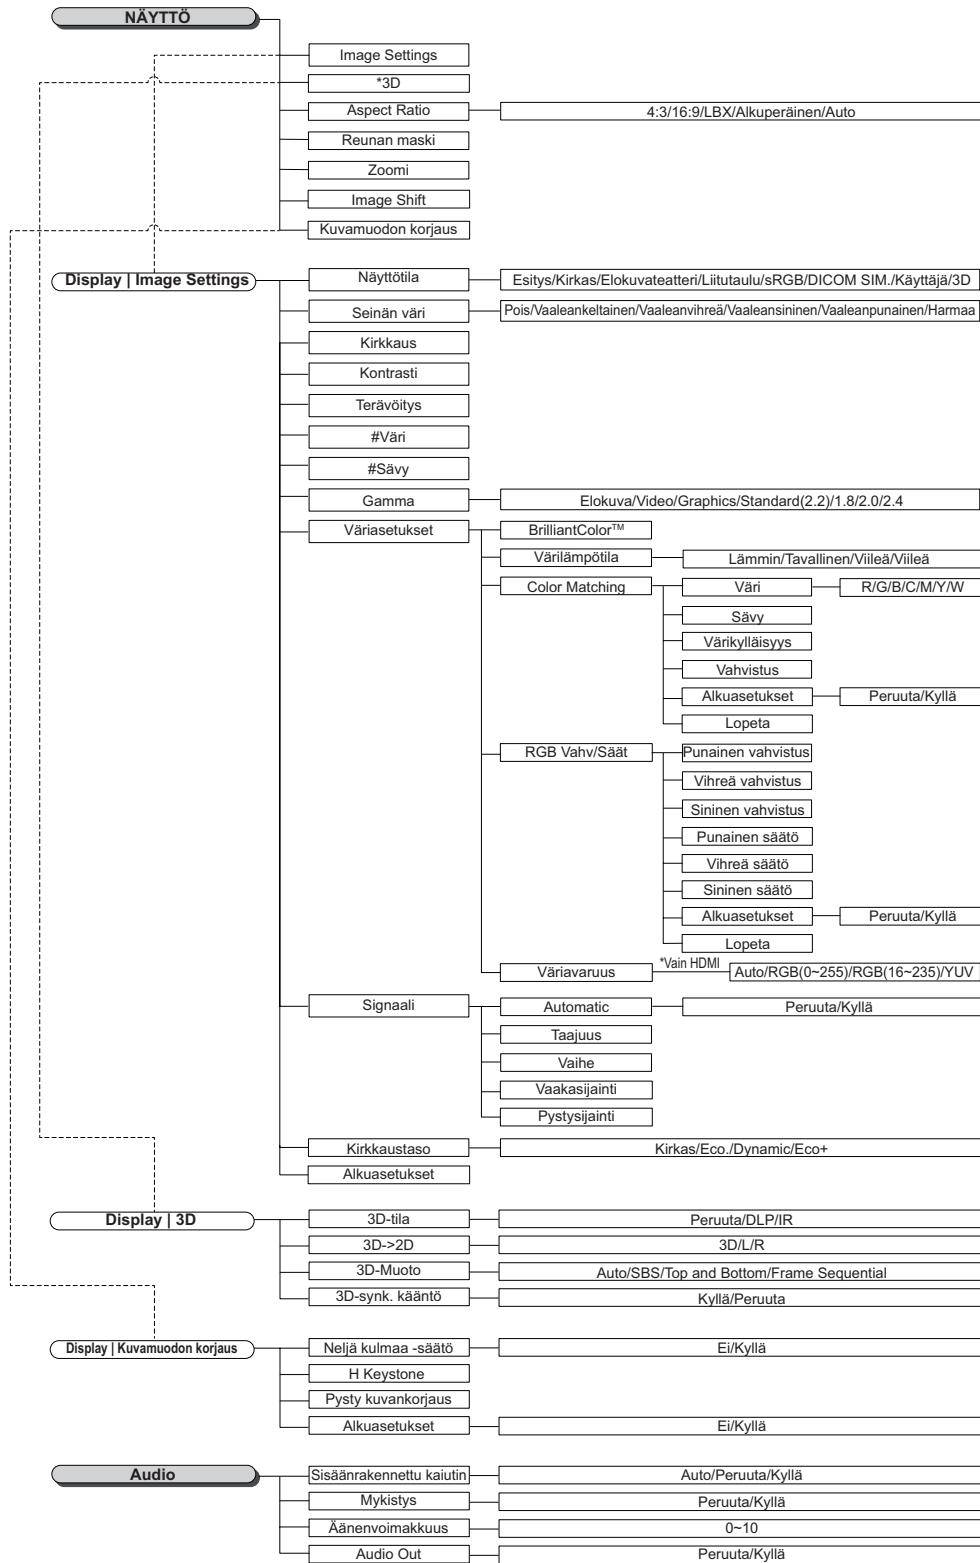 NÄYTTÖ
Image Settings
*3D
Aspect Ratio 4:3/16:9/LBX/Alkuperäinen/Auto
Reunan maski
Zoomi
Image Shift
Kuvamuodon korjaus
Display | Image Settings
Näyttötila Esitys/Kirkas/Elokuvateatteri/Liitutaulu/sRGB/DICOM SIM./Käyttäjä/3D
Seinän väri Pois/Vaaleankeltainen/Vaaleanvihreä/Vaaleansininen/Vaaleanpunainen/Harmaa
Kirkkaus
Kontrasti
Terävöitys
#Väri
#Sävy
Gamma Elokuva/Video/Graphics/Standard(2.2)/1.8/2.0/2.4
Väriasetukset BrilliantColor™
Värilämpötila Lämmin/Tavallinen/Viileä/Viileä
Color Matching Väri R/G/B/C/M/Y/W
Sävy
Värikylläisyys
Vahvistus
Alkuasetukset Peruuta/Kyllä
Lopeta
RGB Vahv/Säät Punainen vahvistus
Vihreä vahvistus
Sininen vahvistus
Punainen säätö
Vihreä säätö
Sininen säätö
Alkuasetukset Peruuta/Kyllä
Lopeta
Väriavaruus *Vain HDMI Auto/RGB(0~255)/RGB(16~235)/YUV
Signaali Automatic Peruuta/Kyllä
Taajuus
Vaihe
Vaakasijainti
Pystysijainti
Kirkkaustaso Kirkas/Eco./Dynamic/Eco+
Alkuasetukset
Display | 3D
3D-tila Peruuta/DLP/IR
3D->2D 3D/L/R
3D-Muoto Auto/SBS/Top and Bottom/Frame Sequential
3D-synk. kääntö Kyllä/Peruuta
Display | Kuvamuodon korjaus
Neljä kulmaa -säätö Ei/Kyllä
H Keystone
Pysty kuvankorjaus
Alkuasetukset Ei/Kyllä
Audio
Sisäänrakennettu kaiutin Auto/Peruuta/Kyllä
Mykistys Peruuta/Kyllä
Äänenvoimakkuus 0~10
Audio Out Peruuta/Kyllä